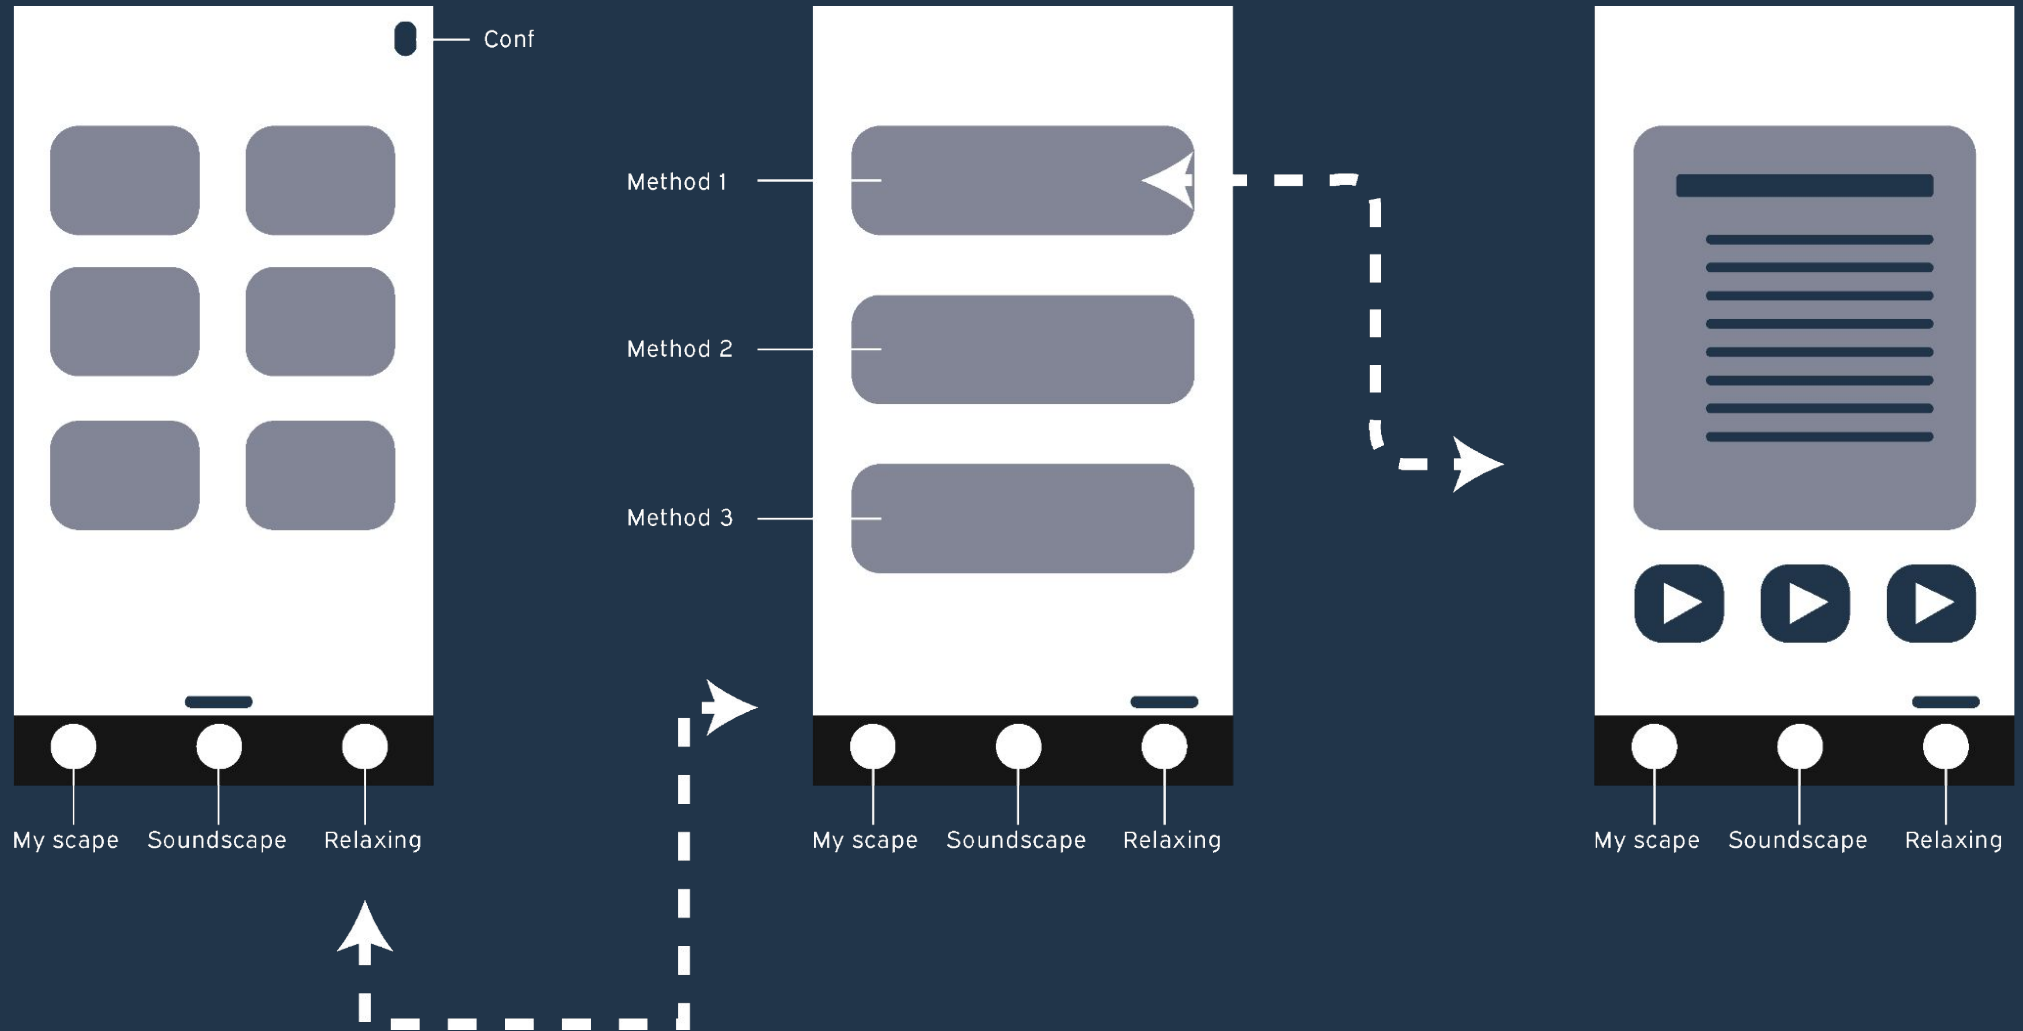 Conf
Method 1
Method 2
Method 3
My scape Soundscape Relaxing
My scape Soundscape Relaxing
My scape Soundscape Relaxing